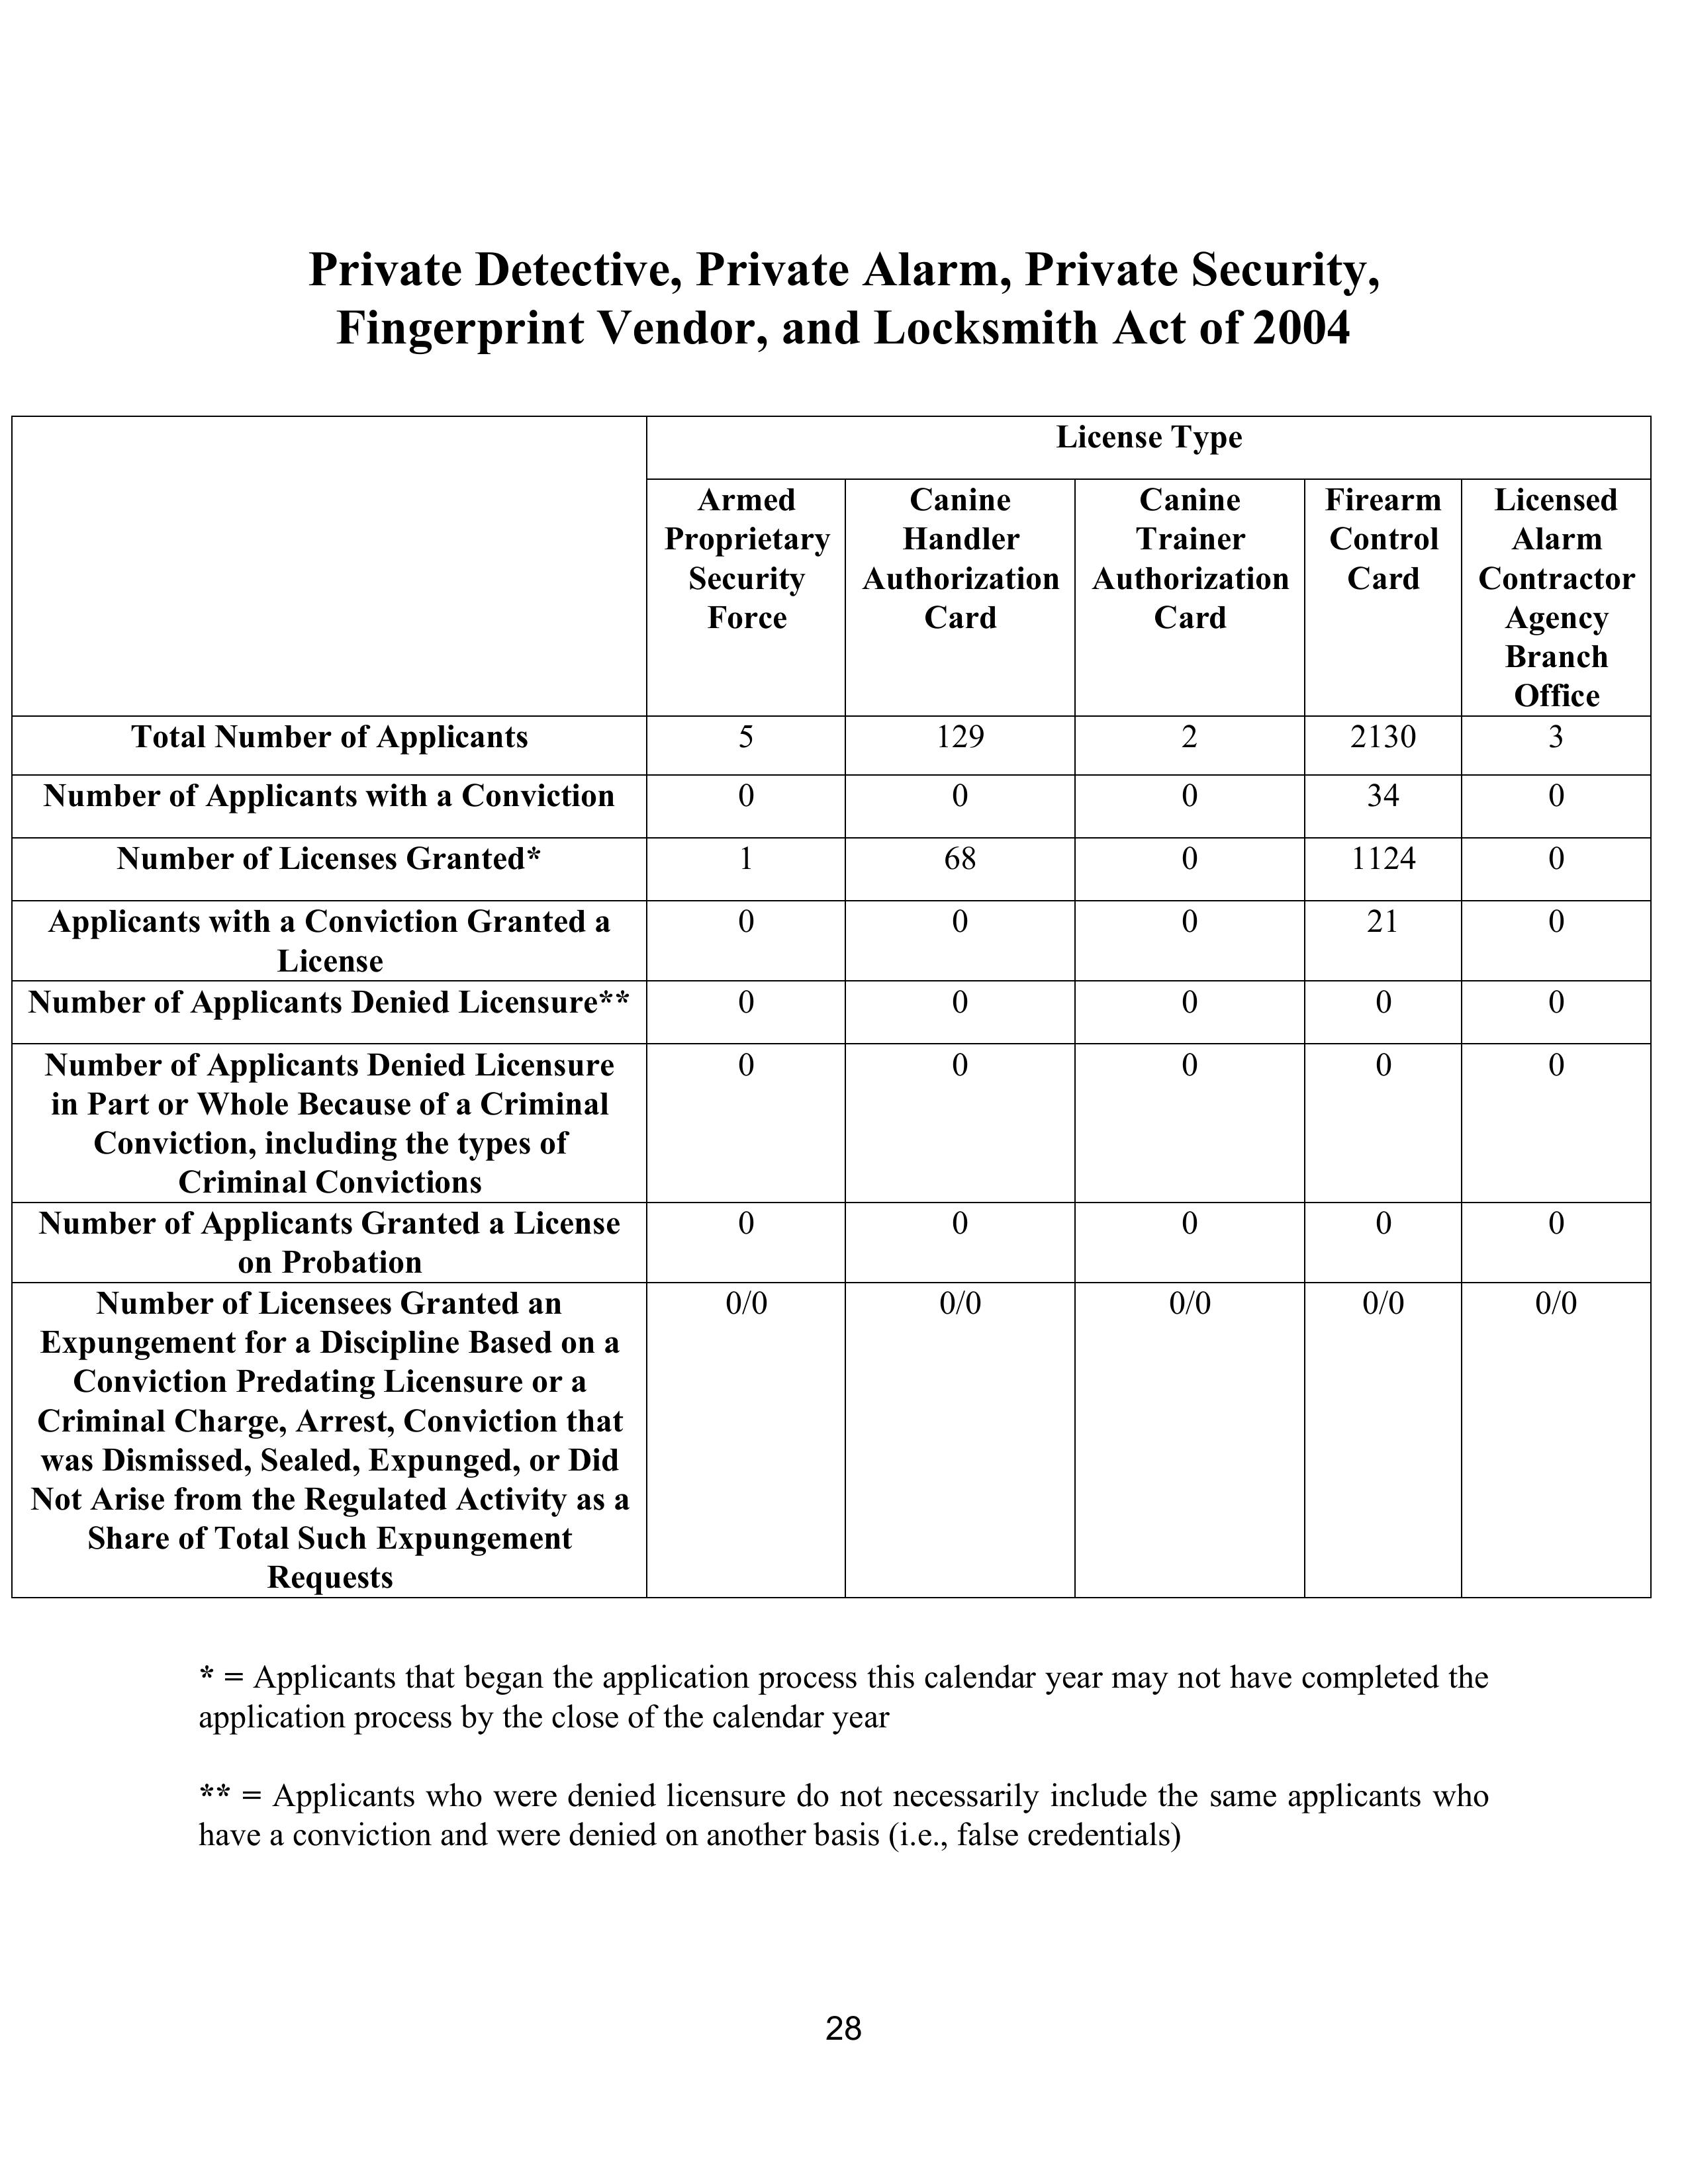 Private Detective, Private Alarm, Private Security,
Fingerprint Vendor, and Locksmith Act of 2004
License Type
Armed
Proprietary
Security
Force
Canine
Handler
Authorization
Card
Canine
Trainer
Authorization
Card
Firearm
Control
Card
Licensed
Alarm
Contractor
Agency
Branch
Office
Total Number of Applicants 5 129 2 2130 3
Number of Applicants with a Conviction 0 0 0 34 0
Number of Licenses Granted* 1 68 0 1124 0
Applicants with a Conviction Granted a 0 0 0 21 0
License
Number of Applicants Denied Licensure** 0 0 0 0 0
Number of Applicants Denied Licensure 0 0 0 0 0
in Part or Whole Because of a Criminal
Conviction, including the types of
Criminal Convictions
Number of Applicants Granted a License 0 0 0 0 0
on Probation
Number of Licensees Granted an 0/0 0/0 0/0 0/0 0/0
Expungement for a Discipline Based on a
Conviction Predating Licensure or a
Criminal Charge, Arrest, Conviction that
was Dismissed, Sealed, Expunged, or Did
Not Arise from the Regulated Activity as a
Share of Total Such Expungement
Requests
* = Applicants that began the application process this calendar year may not have completed the
application process by the close of the calendar year
** = Applicants who were denied licensure do not necessarily include the same applicants who
have a conviction and were denied on another basis (i.e., false credentials)
28